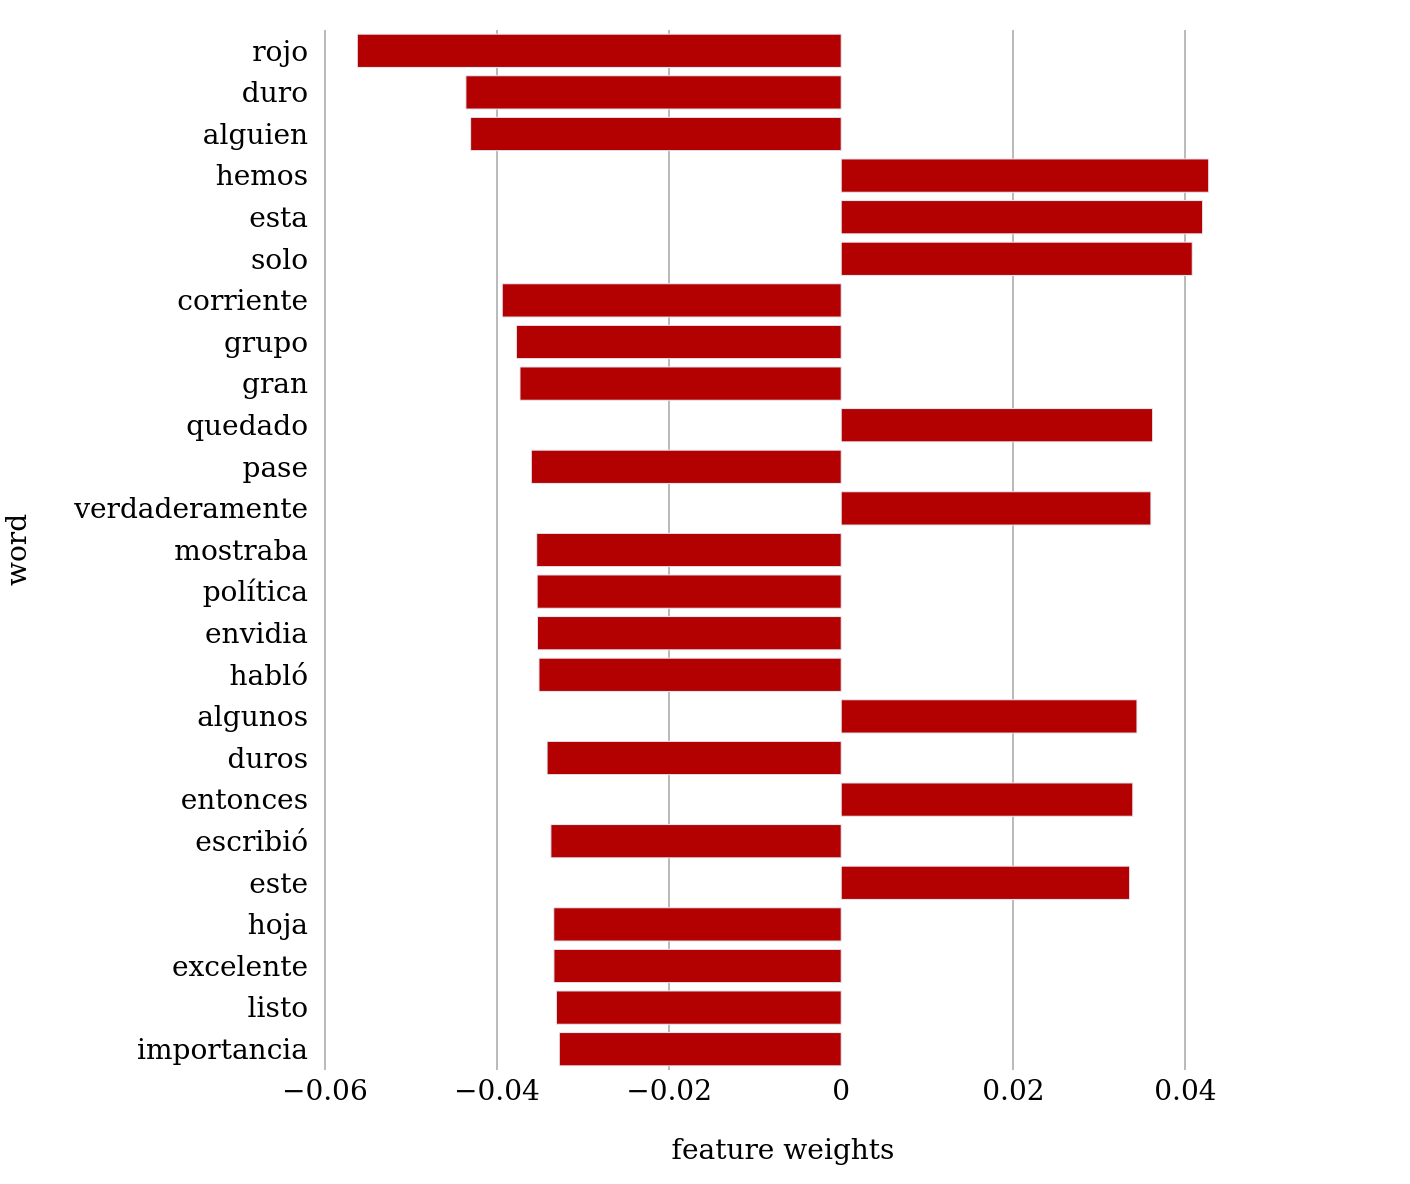 rojo
duro
alguien
hemos
esta
solo
corriente
grupo
gran
quedado
pase
verdaderamente
mostraba
política
envidia
habló
algunos
duros
entonces
escribió
este
hoja
excelente
listo
importancia
word
−0.06 −0.04 −0.02 0 0.02 0.04
feature weights